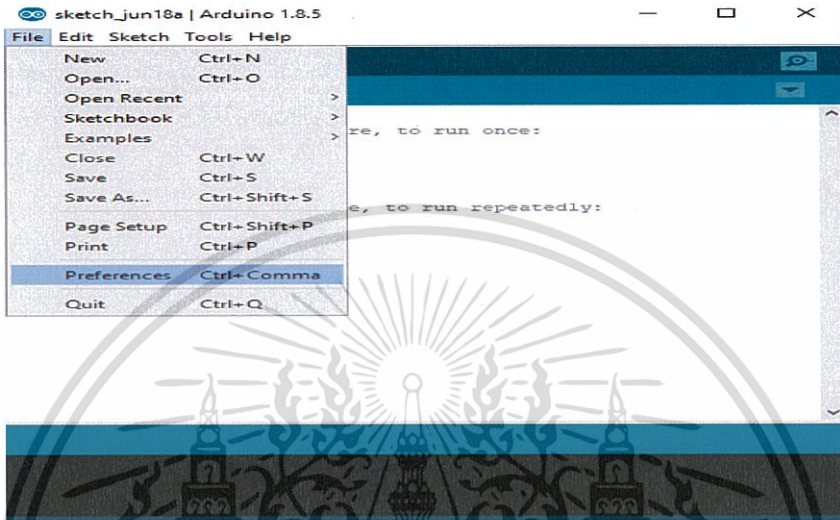 sketch_jun18a | Arduino 1.8.5
File Edit Sketch Tools Help
New Ctrl+N
Open... Ctrl+O
Open Recent >
Sketchbook >
Examples >
Close Ctrl+W
Save Ctrl+S
Save As... Ctrl+Shift+S
Page Setup Ctrl+Shift+P
Print Ctrl+P
Preferences Ctrl+Comma
Quit Ctrl+Q
re, to run once:
e, to run repeatedly: